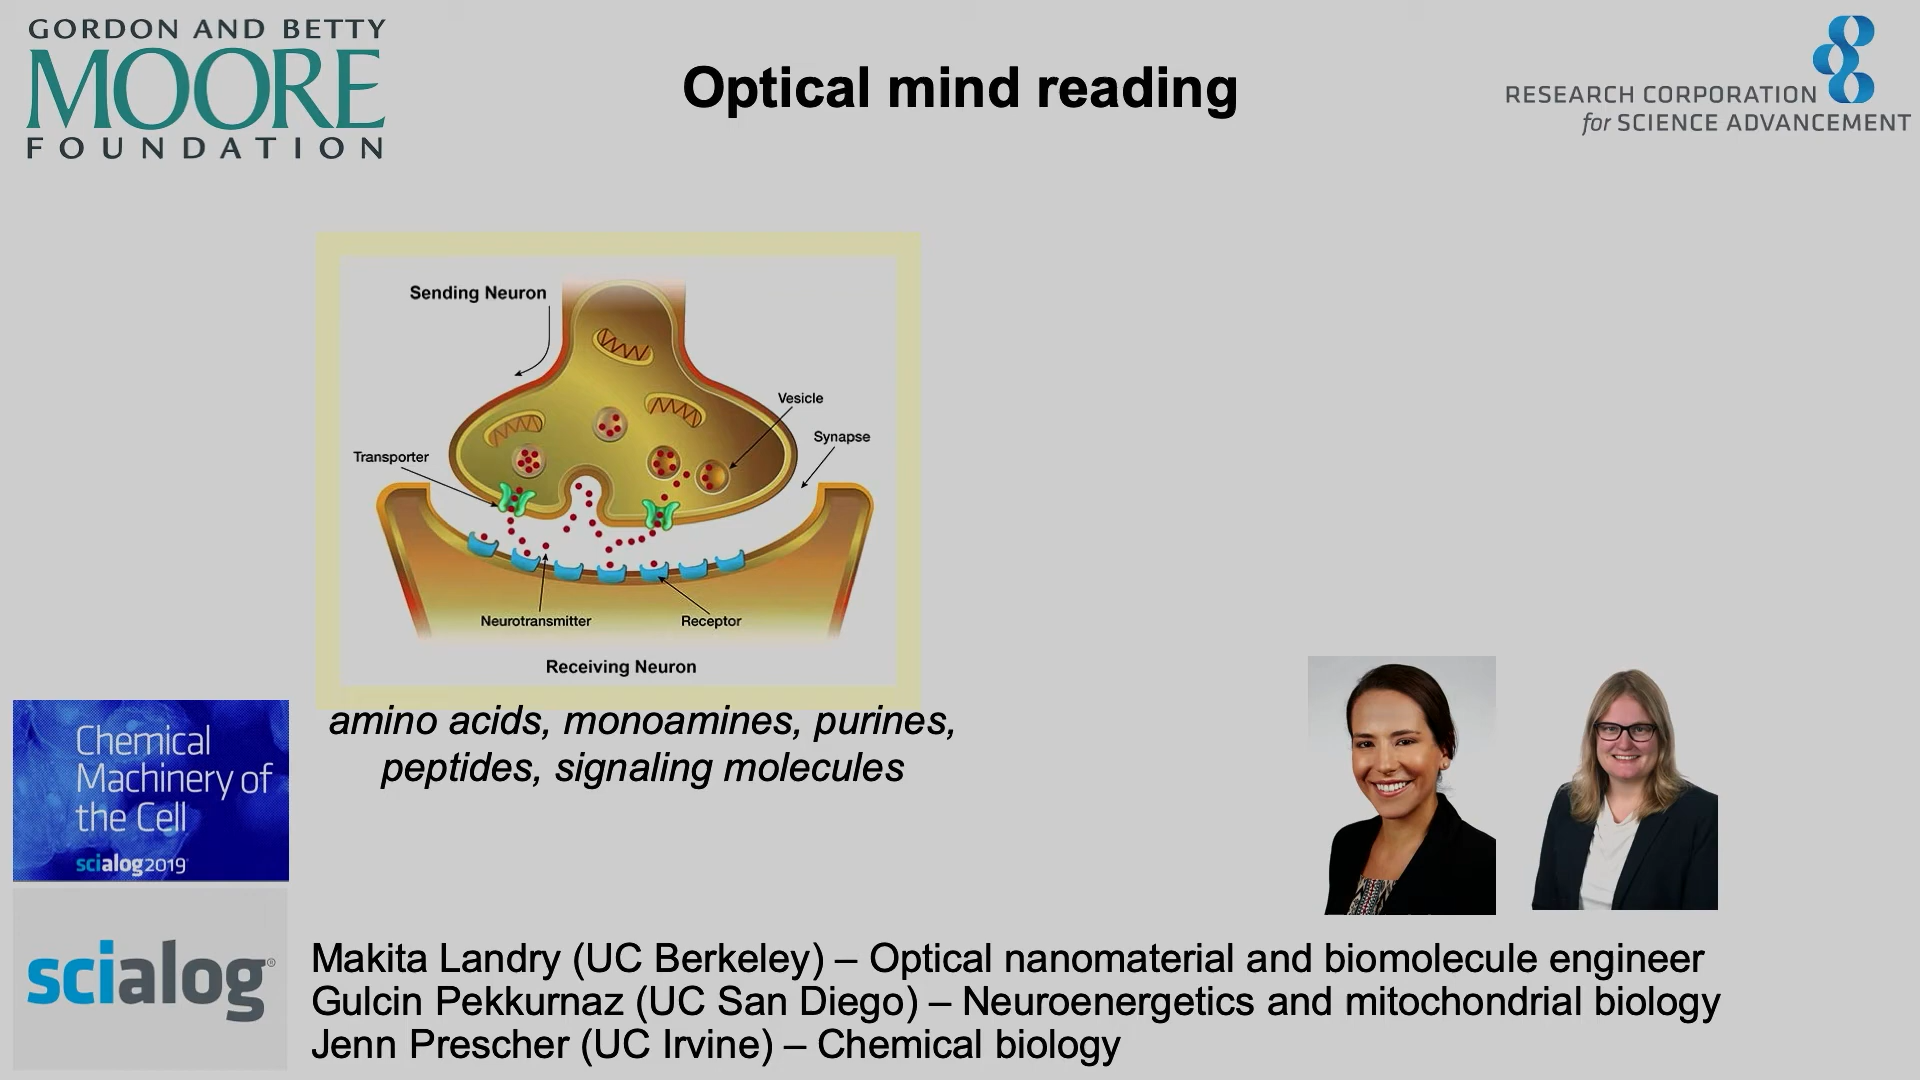 GORDON AND BETTY
MOORE
FOUNDATION
Optical mind reading
RESEARCH CORPORATION
for SCIENCE ADVANCEMENT
Sending Neuron
Vesicle
Synapse
Transporter
Neurotransmitter
Receptor
Receiving Neuron
amino acids, monoamines, purines,
peptides, signaling molecules
Chemical
Machinery of
the Cell
scialog2019
scialog®
Makita Landry (UC Berkeley) – Optical nanomaterial and biomolecule engineer
Gulcin Pekkurnaz (UC San Diego) – Neuroenergetics and mitochondrial biology
Jenn Prescher (UC Irvine) – Chemical biology